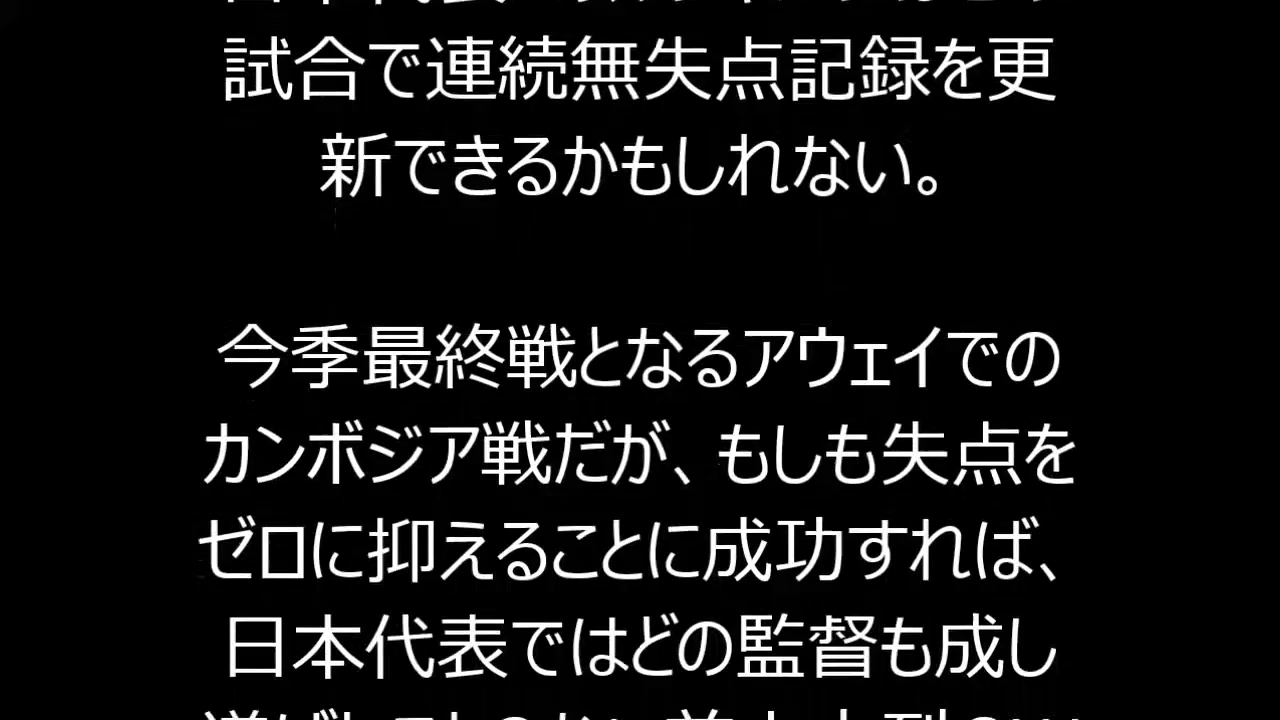 試合で連続無失点記録を更
新できるかもしれない。
今季最終戦となるアウェイでの
カンボジア戦だが、もしも失点を
ゼロに抑えることに成功すれば、
日本代表ではどの監督も成し